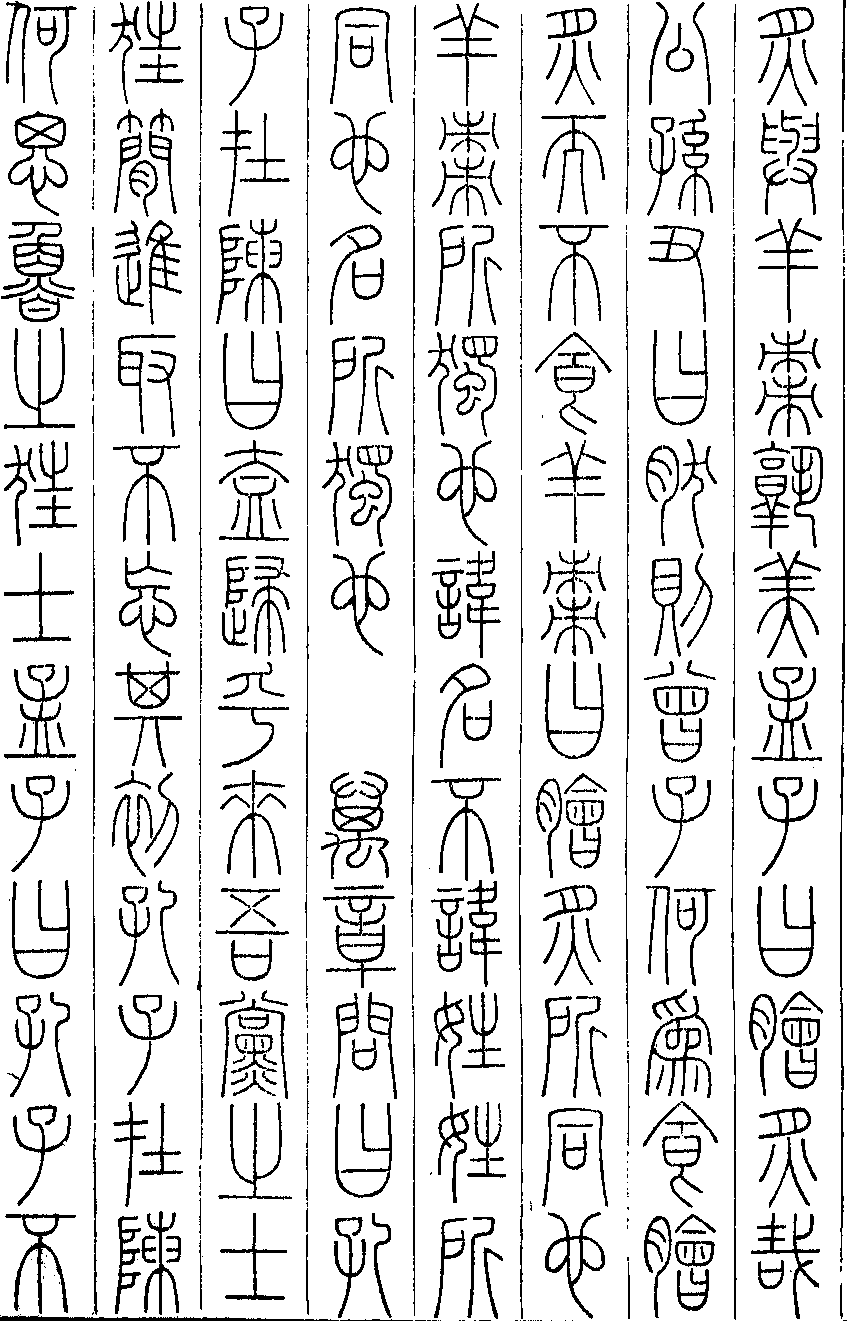 炙與羊棗孰美孟子曰膾炙哉
公孫丑曰然則曾子何爲食膾
炙而不食羊棗曰膾炙所同也
羊棗所獨也諱名不諱姓姓所
同也名所獨也　萬章問曰孔
子在陳曰盍歸乎來吾黨之士
狂簡進取不忘其初孔子在陳
何思魯之狂士孟子曰孔子不